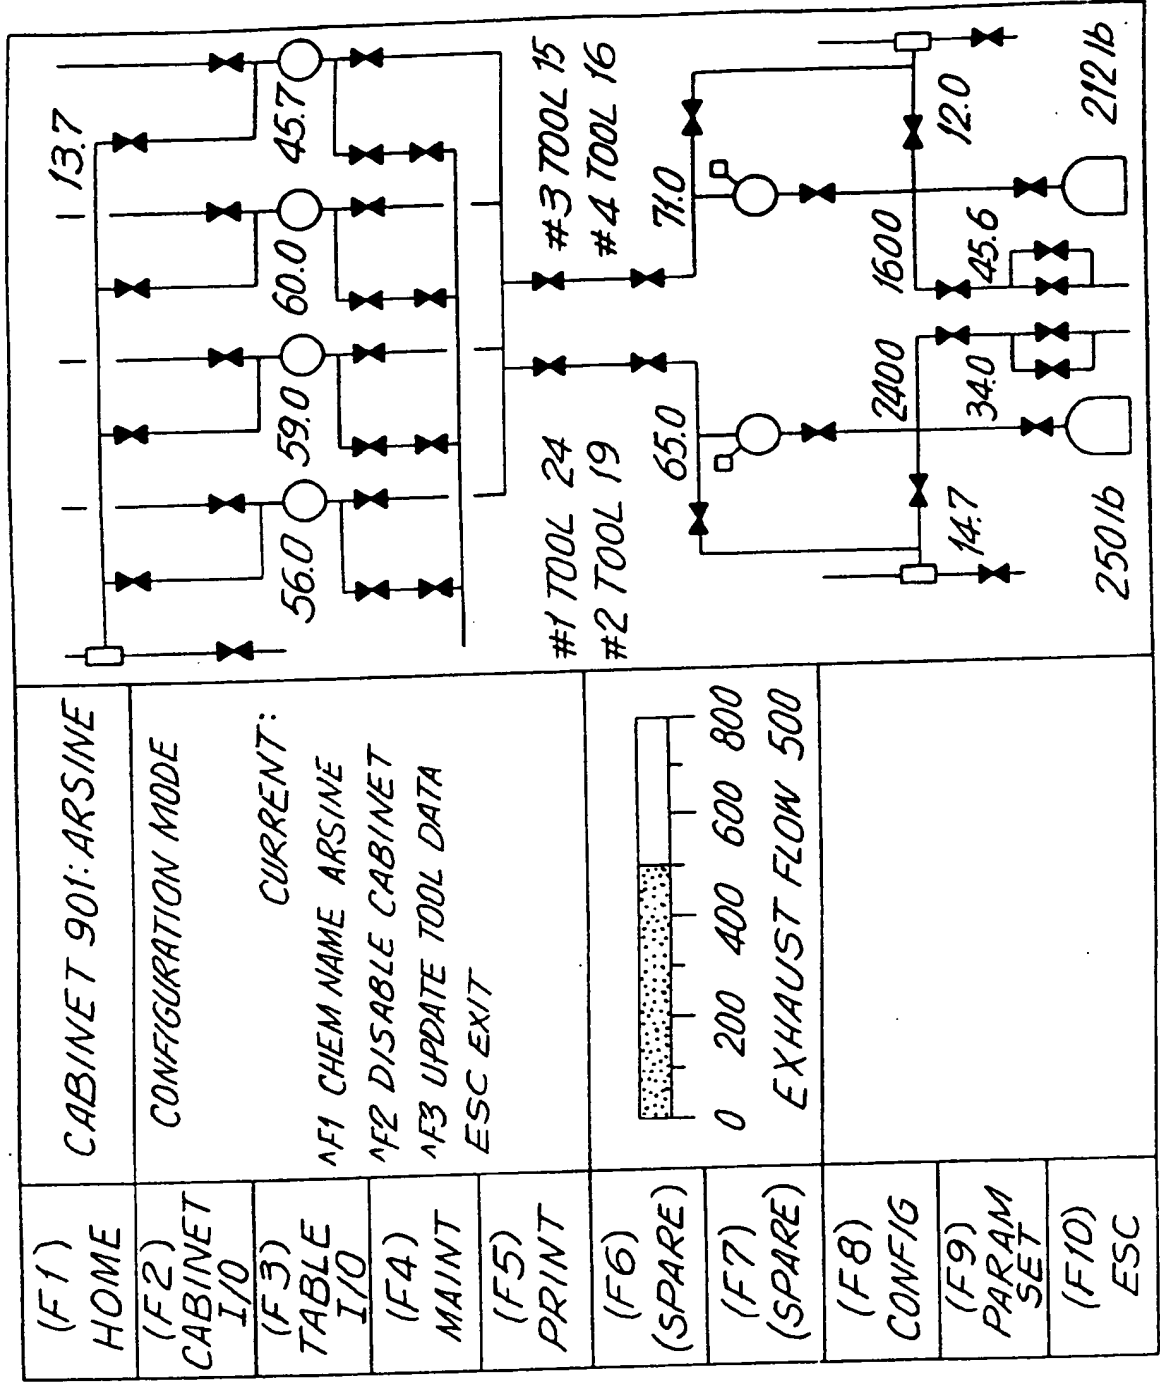 (F1)
HOME
(F2)
CABINET
I/O
(F3)
TABLE
I/O
(F4)
MAINT
(F5)
PRINT
(F6)
(SPARE)
(F7)
(SPARE)
(F8)
CONFIG
(F9)
PARAM
SET
(F10)
ESC
CABINET 901: ARSINE
CONFIGURATION MODE
CURRENT:
^F1 CHEM NAME ARSINE
^F2 DISABLE CABINET
^F3 UPDATE TOOL DATA
ESC EXIT
0 200 400 600 800
EXHAUST FLOW 500
13.7
56.0 59.0 60.0 45.7
#1 TOOL 24
#2 TOOL 19
#3 TOOL 15
#4 TOOL 16
65.0 71.0
2400 1600
14.7 34.0 45.6 12.0
250 lb 212 lb